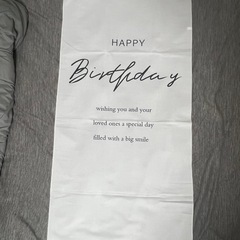 HAPPY
Birthday
wishing you and your
loved ones a special day
filled with a big smile